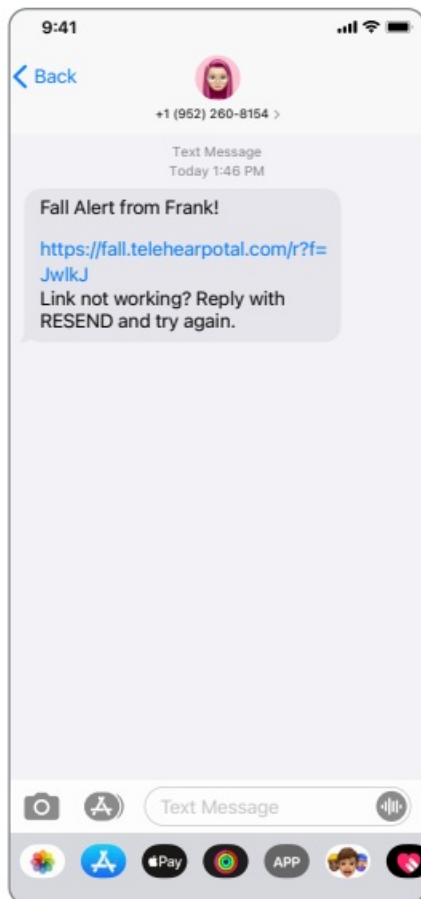 9:41
Back
+1 (952) 260-8154 >
Text Message
Today 1:46 PM
Fall Alert from Frank!
https://fall.telehearpotal.com/r?f=
JwlkJ
Link not working? Reply with
RESEND and try again.
Text Message
Pay
APP